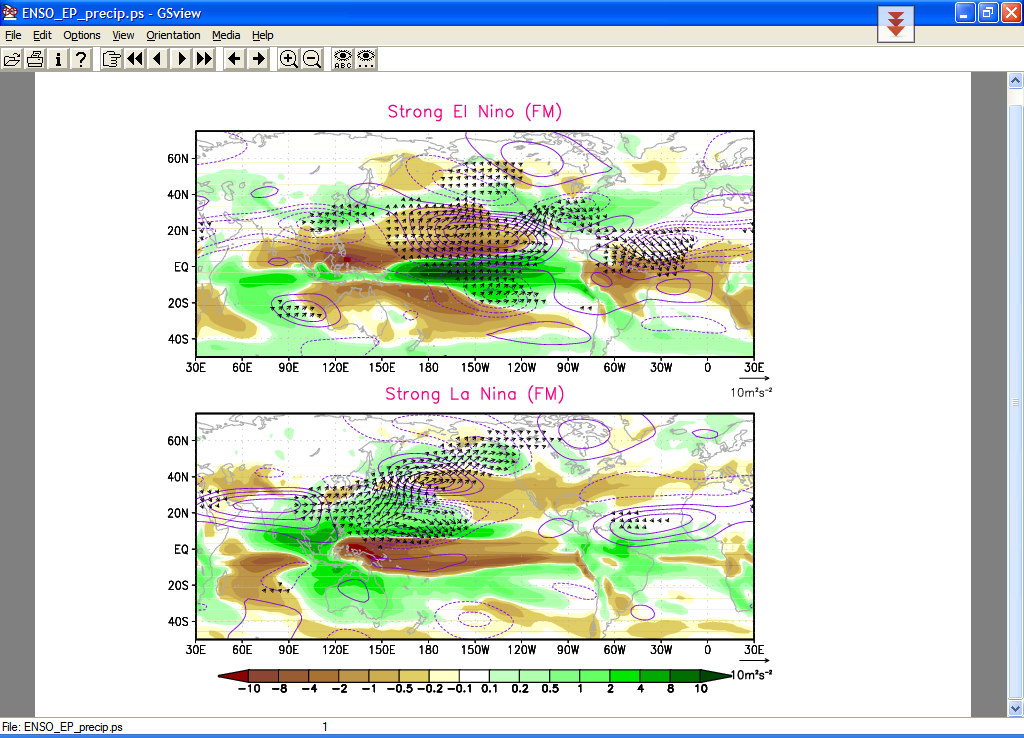 ENSO_EP_precip.ps - GSview
File Edit Options View Orientation Media Help
i ? ABC
Strong El Nino (FM)
60N
40N
20N
EQ
20S
40S
30E 60E 90E 120E 150E 180 150W 120W 90W 60W 30W 0 30E
10m²s⁻²
Strong La Nina (FM)
60N
40N
20N
EQ
20S
40S
30E 60E 90E 120E 150E 180 150W 120W 90W 60W 30W 0 30E
10m²s⁻²
-10 -8 -4 -2 -1 -0.5 -0.2 -0.1 0.1 0.2 0.5 1 2 4 8 10
File: ENSO_EP_precip.ps 1